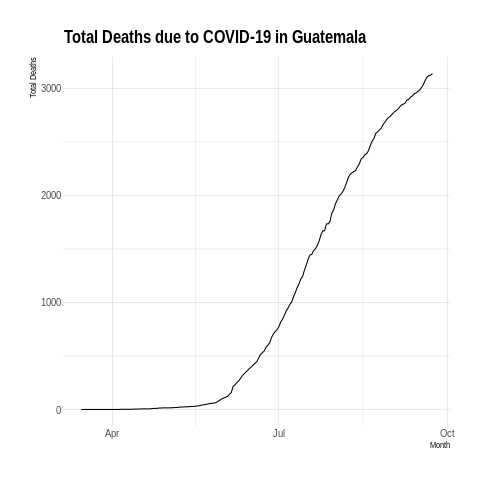 Total Deaths due to COVID-19 in Guatemala
Total Deaths
3000
2000
1000
0
Apr
Jul
Oct
Month